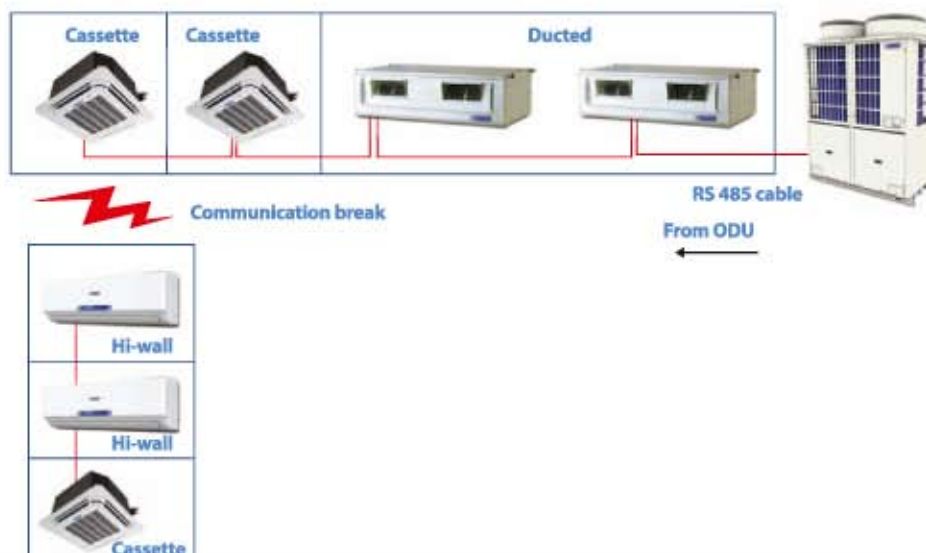 Cassette
Cassette
Ducted
RS 485 cable
Communication break
From ODU
Hi-wall
Hi-wall
Cassette